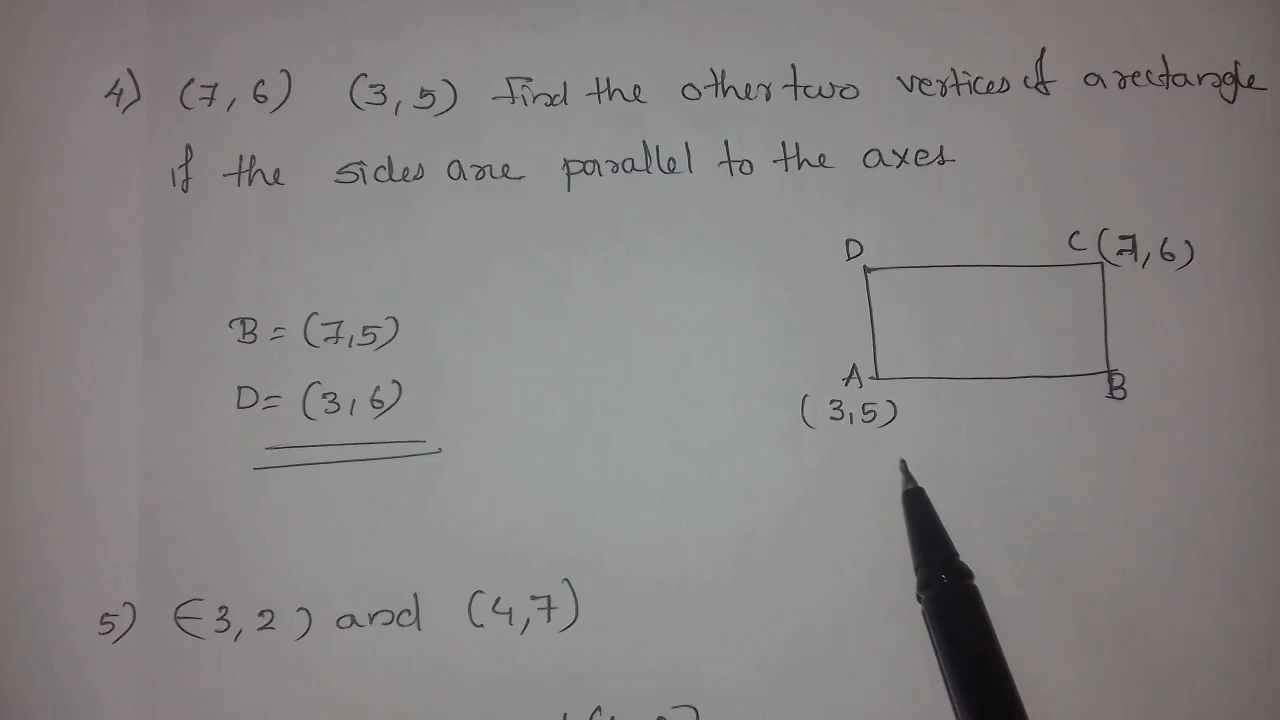 4) (7, 6) (3, 5) Find the other two vertices of a rectangle
if the sides are parallel to the axes
D C (7, 6)
B = (7,5)
A B
D = (3,6) (3,5)
5) (-3, 2) and (4,7)